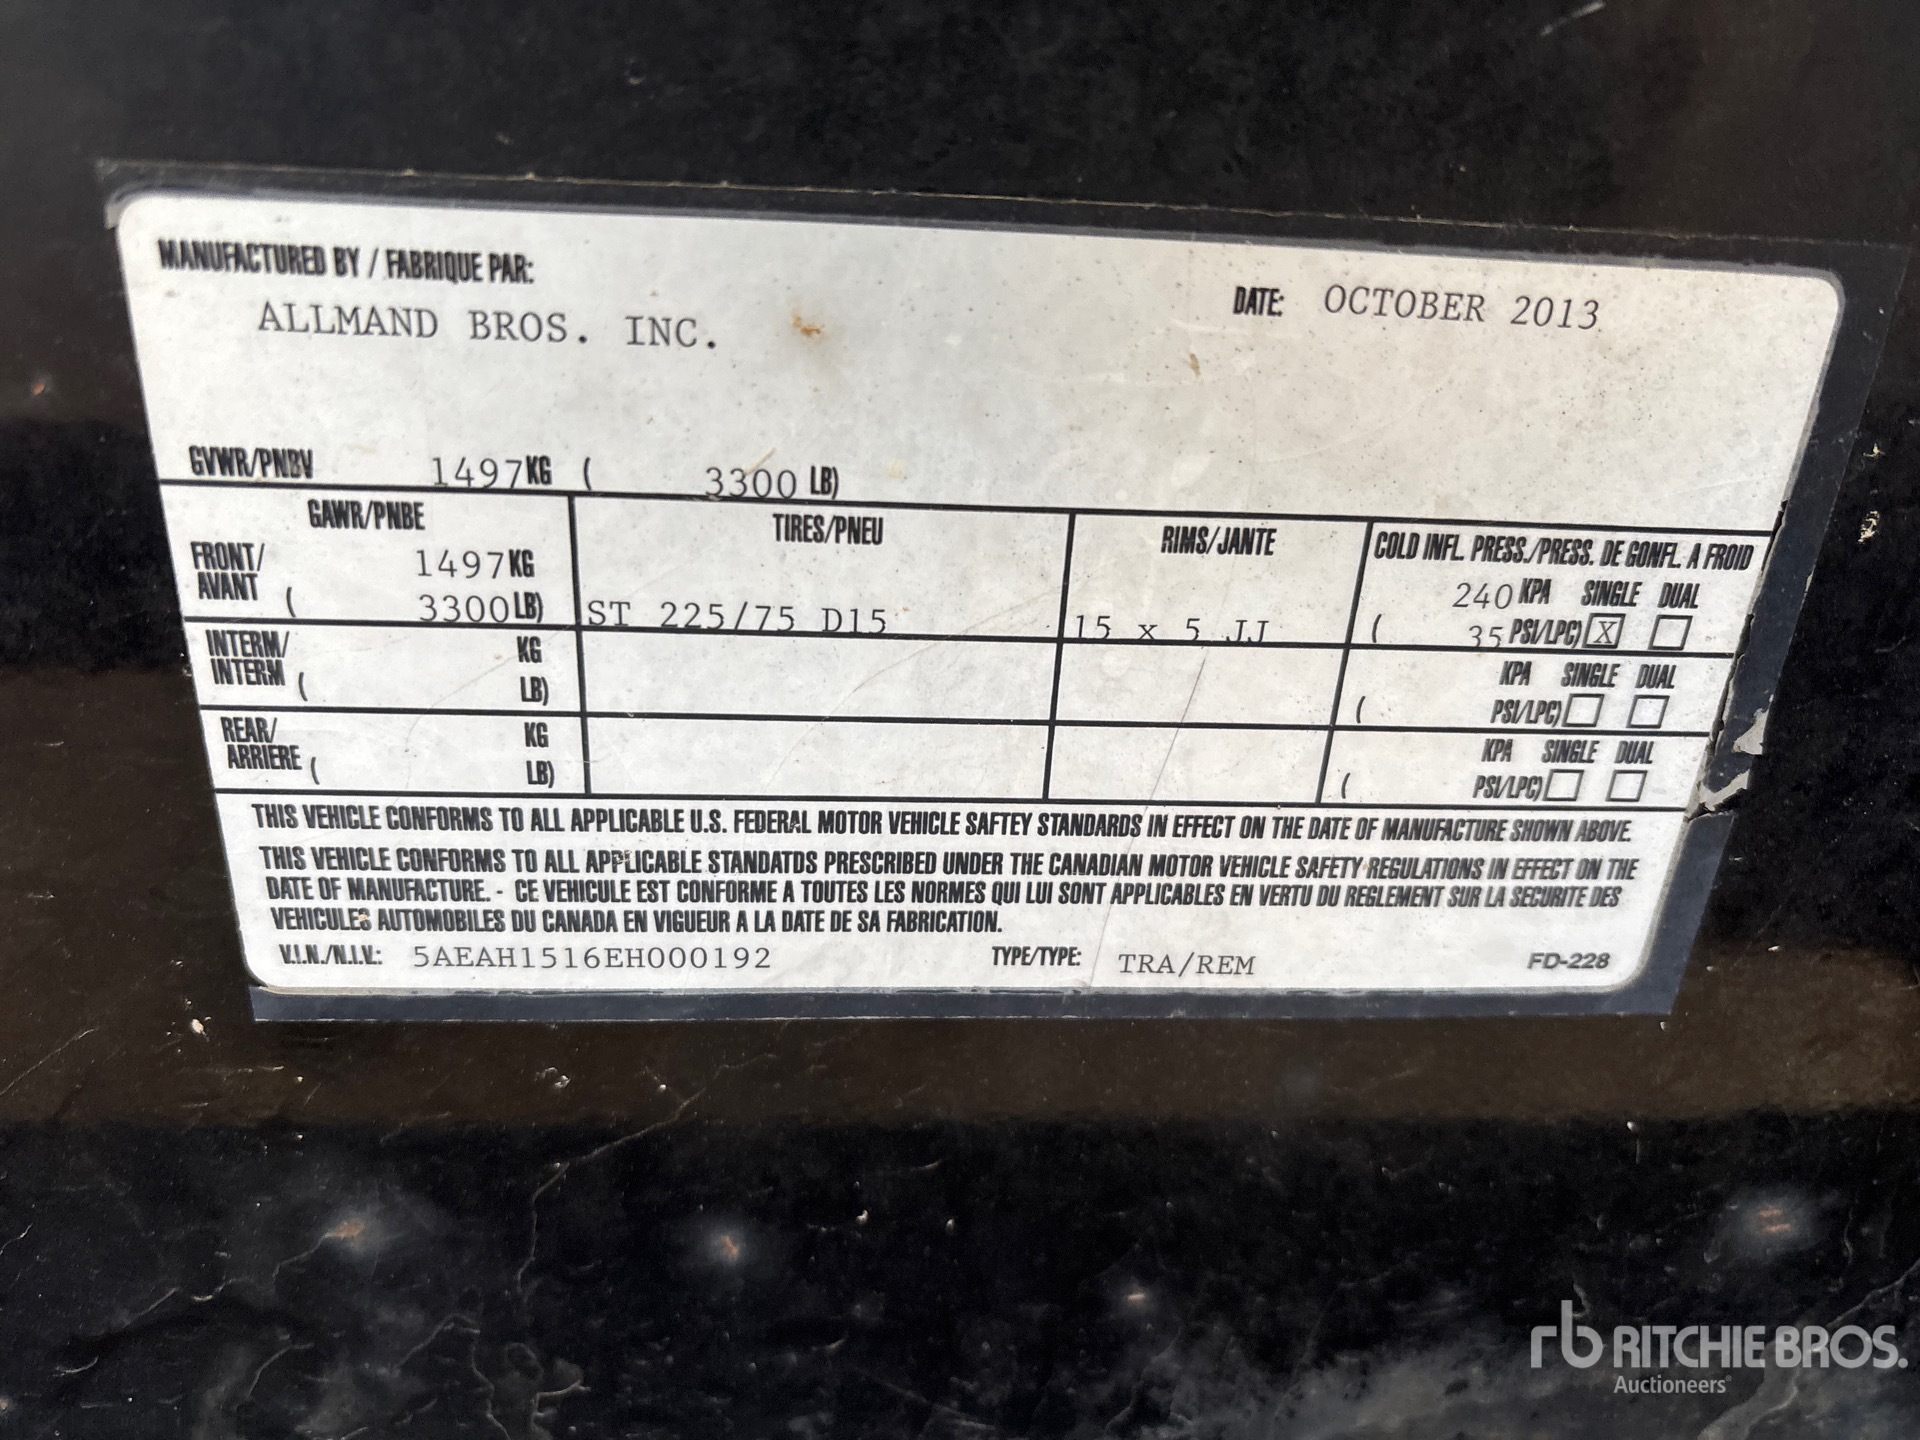 MANUFACTURED BY / FABRIQUE PAR:
ALLMAND BROS. INC.
DATE: OCTOBER 2013
GVWR/PNBV 1497 KG ( 3300 LB)
GAWR/PNBE TIRES/PNEU RIMS/JANTE COLD INFL. PRESS./PRESS. DE GONFL. A FROID
FRONT/ 1497 KG 240 KPA SINGLE DUAL
AVANT ( 3300 LB) ST 225/75 D15 15 x 5 JJ ( 35 PSI/LPC) X
INTERM/ KG KPA SINGLE DUAL
INTERM ( LB) ( PSI/LPC)
REAR/ KG KPA SINGLE DUAL
ARRIERE ( LB) ( PSI/LPC)
THIS VEHICLE CONFORMS TO ALL APPLICABLE U.S. FEDERAL MOTOR VEHICLE SAFTEY STANDARDS IN EFFECT ON THE DATE OF MANUFACTURE SHOWN ABOVE.
THIS VEHICLE CONFORMS TO ALL APPLICABLE STANDATDS PRESCRIBED UNDER THE CANADIAN MOTOR VEHICLE SAFETY REGULATIONS IN EFFECT ON THE
DATE OF MANUFACTURE. - CE VEHICULE EST CONFORME A TOUTES LES NORMES QUI LUI SONT APPLICABLES EN VERTU DU REGLEMENT SUR LA SECURITE DES
VEHICULES AUTOMOBILES DU CANADA EN VIGUEUR A LA DATE DE SA FABRICATION.
V.I.N./N.I.V.: 5AEAH1516EH000192 TYPE/TYPE: TRA/REM FD-228
rb RITCHIE BROS.
Auctioneers